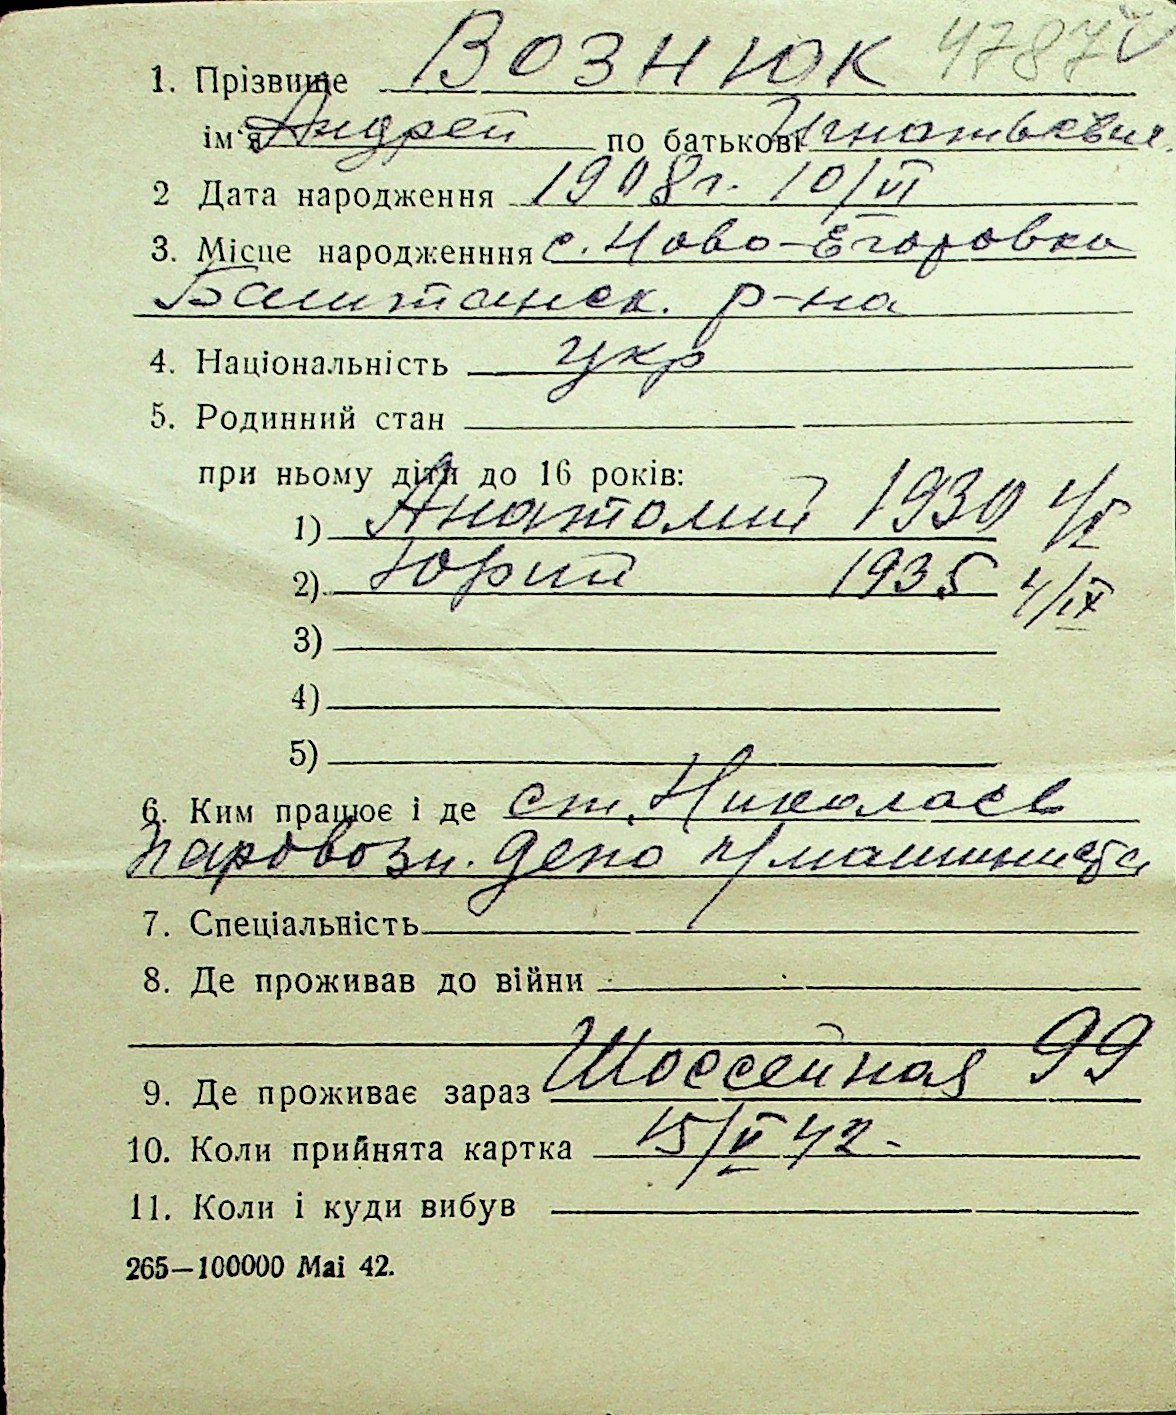 1. Прізвище ВОЗНЮК 4787
ім'я Андрей по батькові Игнатьевич
2 Дата народження 1908г. 10/VI
3. Місце народженння с. Ново-Егоровка
Баштанск. р-на
4. Національність укр
5. Родинний стан
при ньому діти до 16 років:
1) Анатолий 1930
2) Юрий 1935 4/IX
3)
4)
5)
6. Ким працює і де ст. Николаев
паровозн. депо п/машиниста
7. Спеціальність
8. Де проживав до війни
9. Де проживає зараз Шоссейная 99
10. Коли прийнята картка 15/V 42-
11. Коли і куди вибув
265—100000 Mai 42.